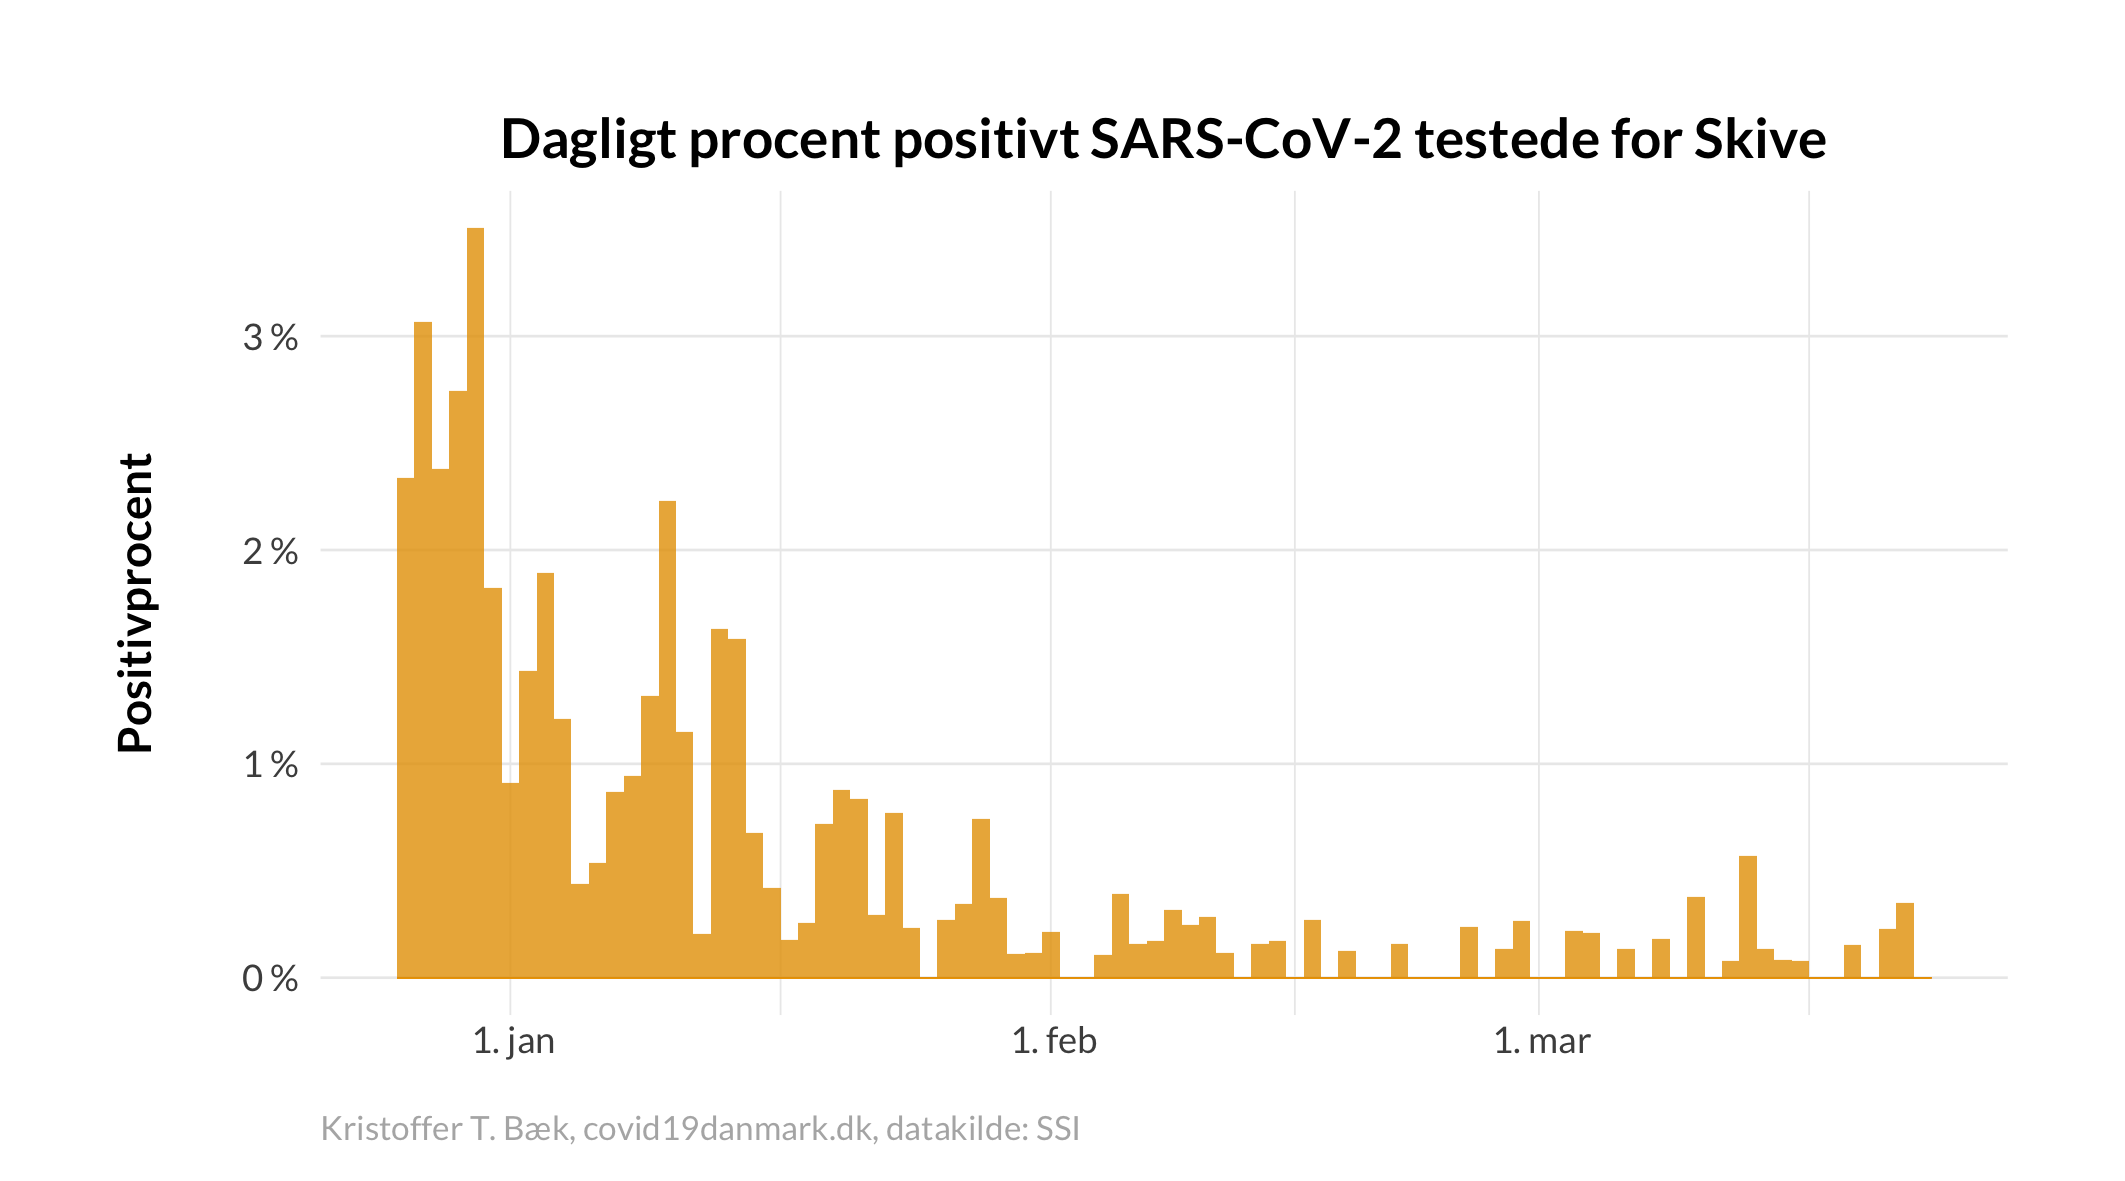 Dagligt procent positivt SARS-CoV-2 testede for Skive
Positivprocent
3 %
2 %
1 %
0 %
1. jan
1. feb
1. mar
Kristoffer T. Bæk, covid19danmark.dk, datakilde: SSI